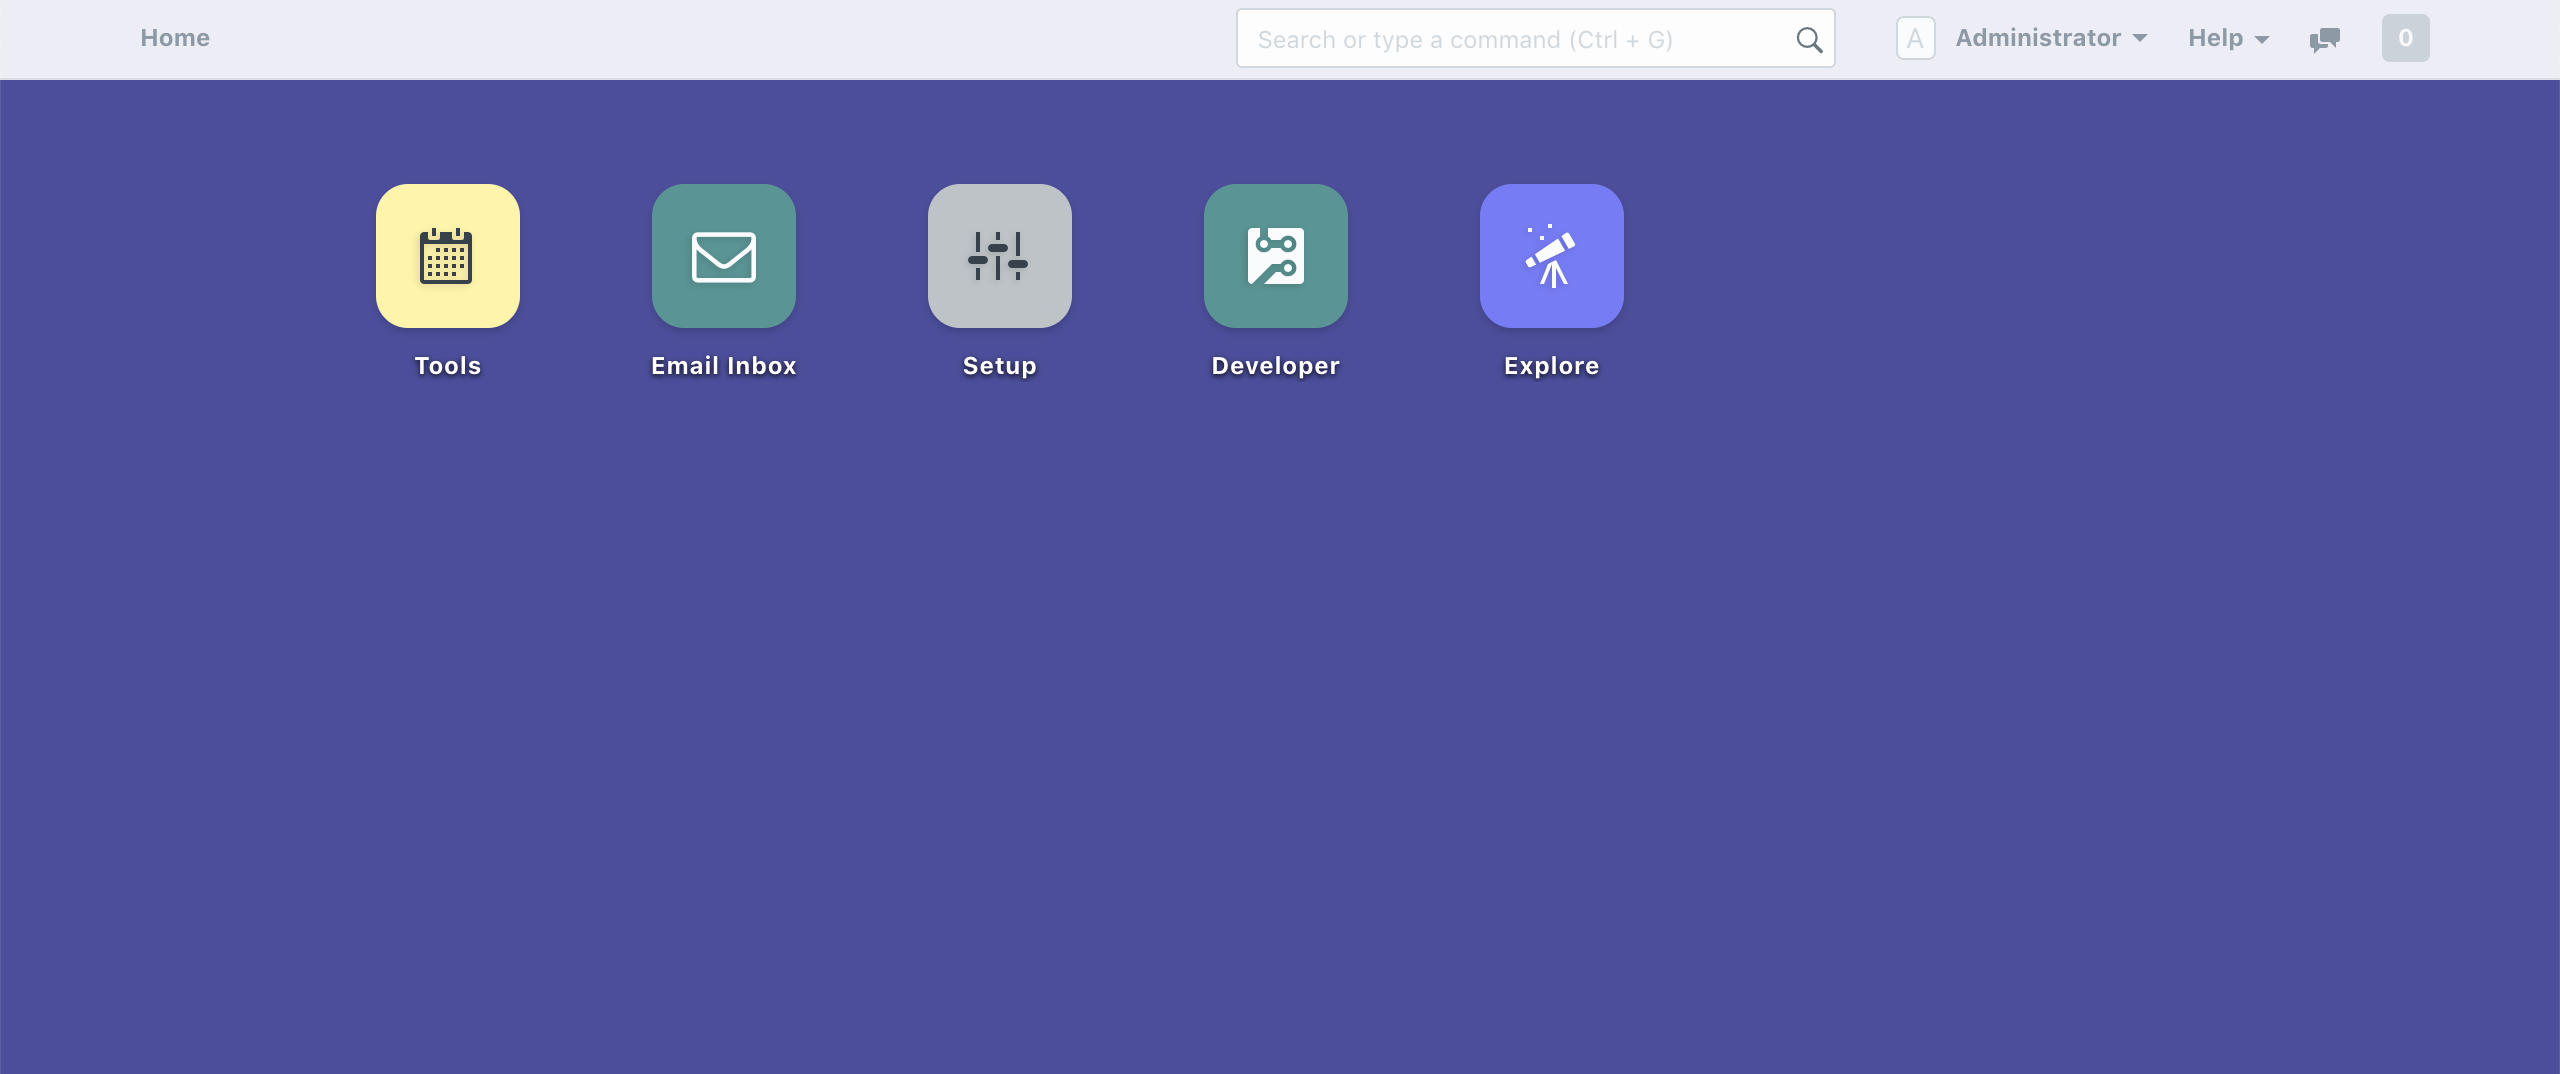 Home
Search or type a command (Ctrl + G)
A
Administrator
Help
0
Tools
Email Inbox
Setup
Developer
Explore